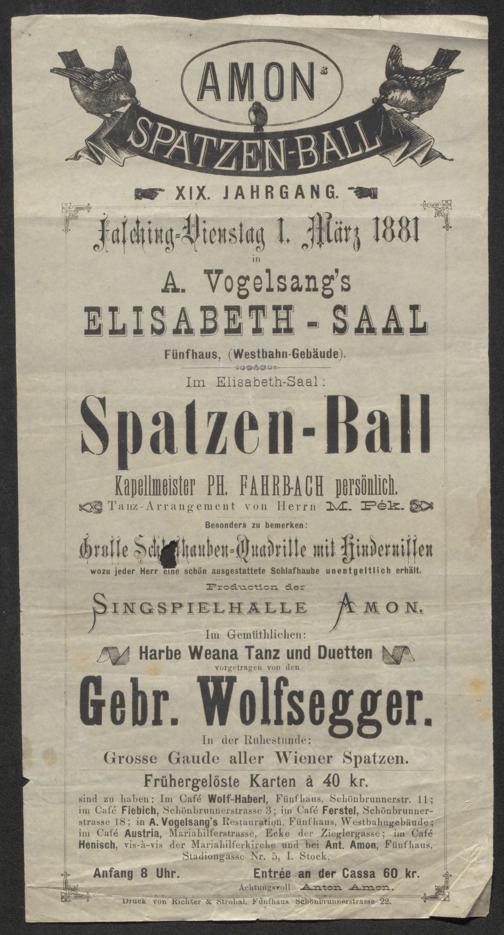 AMON's
SPATZEN-BALL
XIX. JAHRGANG.
Fasching-Dienstag 1. März 1881
in
A. Vogelsang's
ELISABETH - SAAL
Fünfhaus, (Westbahn-Gebäude).
Im Elisabeth-Saal:
Spatzen-Ball
Kapellmeister PH. FAHRBACH persönlich.
Tanz-Arrangement von Herrn M. Pék.
Besonders zu bemerken:
Große hauben-Quadrille mit Hindernissen
wozu jeder Herr eine schön ausgestattete Schlafhaube unentgeltlich erhält.
Production der
SINGSPIELHALLE AMON.
Im Gemüthlichen:
Harbe Weana Tanz und Duetten
vorgetragen von den
Gebr. Wolfsegger.
In der Ruhestunde:
Grosse Gaude aller Wiener Spatzen.
Frühergelöste Karten à 40 kr.
sind zu haben: Im Café Wolf-Haberl, Fünfhaus, Schönbrunnerstr. 11;
im Café Fiebich, Schönbrunnerstrasse 3; im Café Ferstel, Schönbrunner-
strasse 18; in A. Vogelsang's Restauration, Fünfhaus, Westbahngebäude;
im Café Austria, Mariahilferstrasse, Ecke der Zieglergasse; im Café
Henisch, vis-à-vis der Mariahilferkirche und bei Ant. Amon, Fünfhaus,
Stadiongasse Nr. 5, I. Stock.
Anfang 8 Uhr. Entrée an der Cassa 60 kr.
Achtungsvoll Anton Amon.
Druck von Richter & Strohal, Fünfhaus Schönbrunnerstrasse 22.